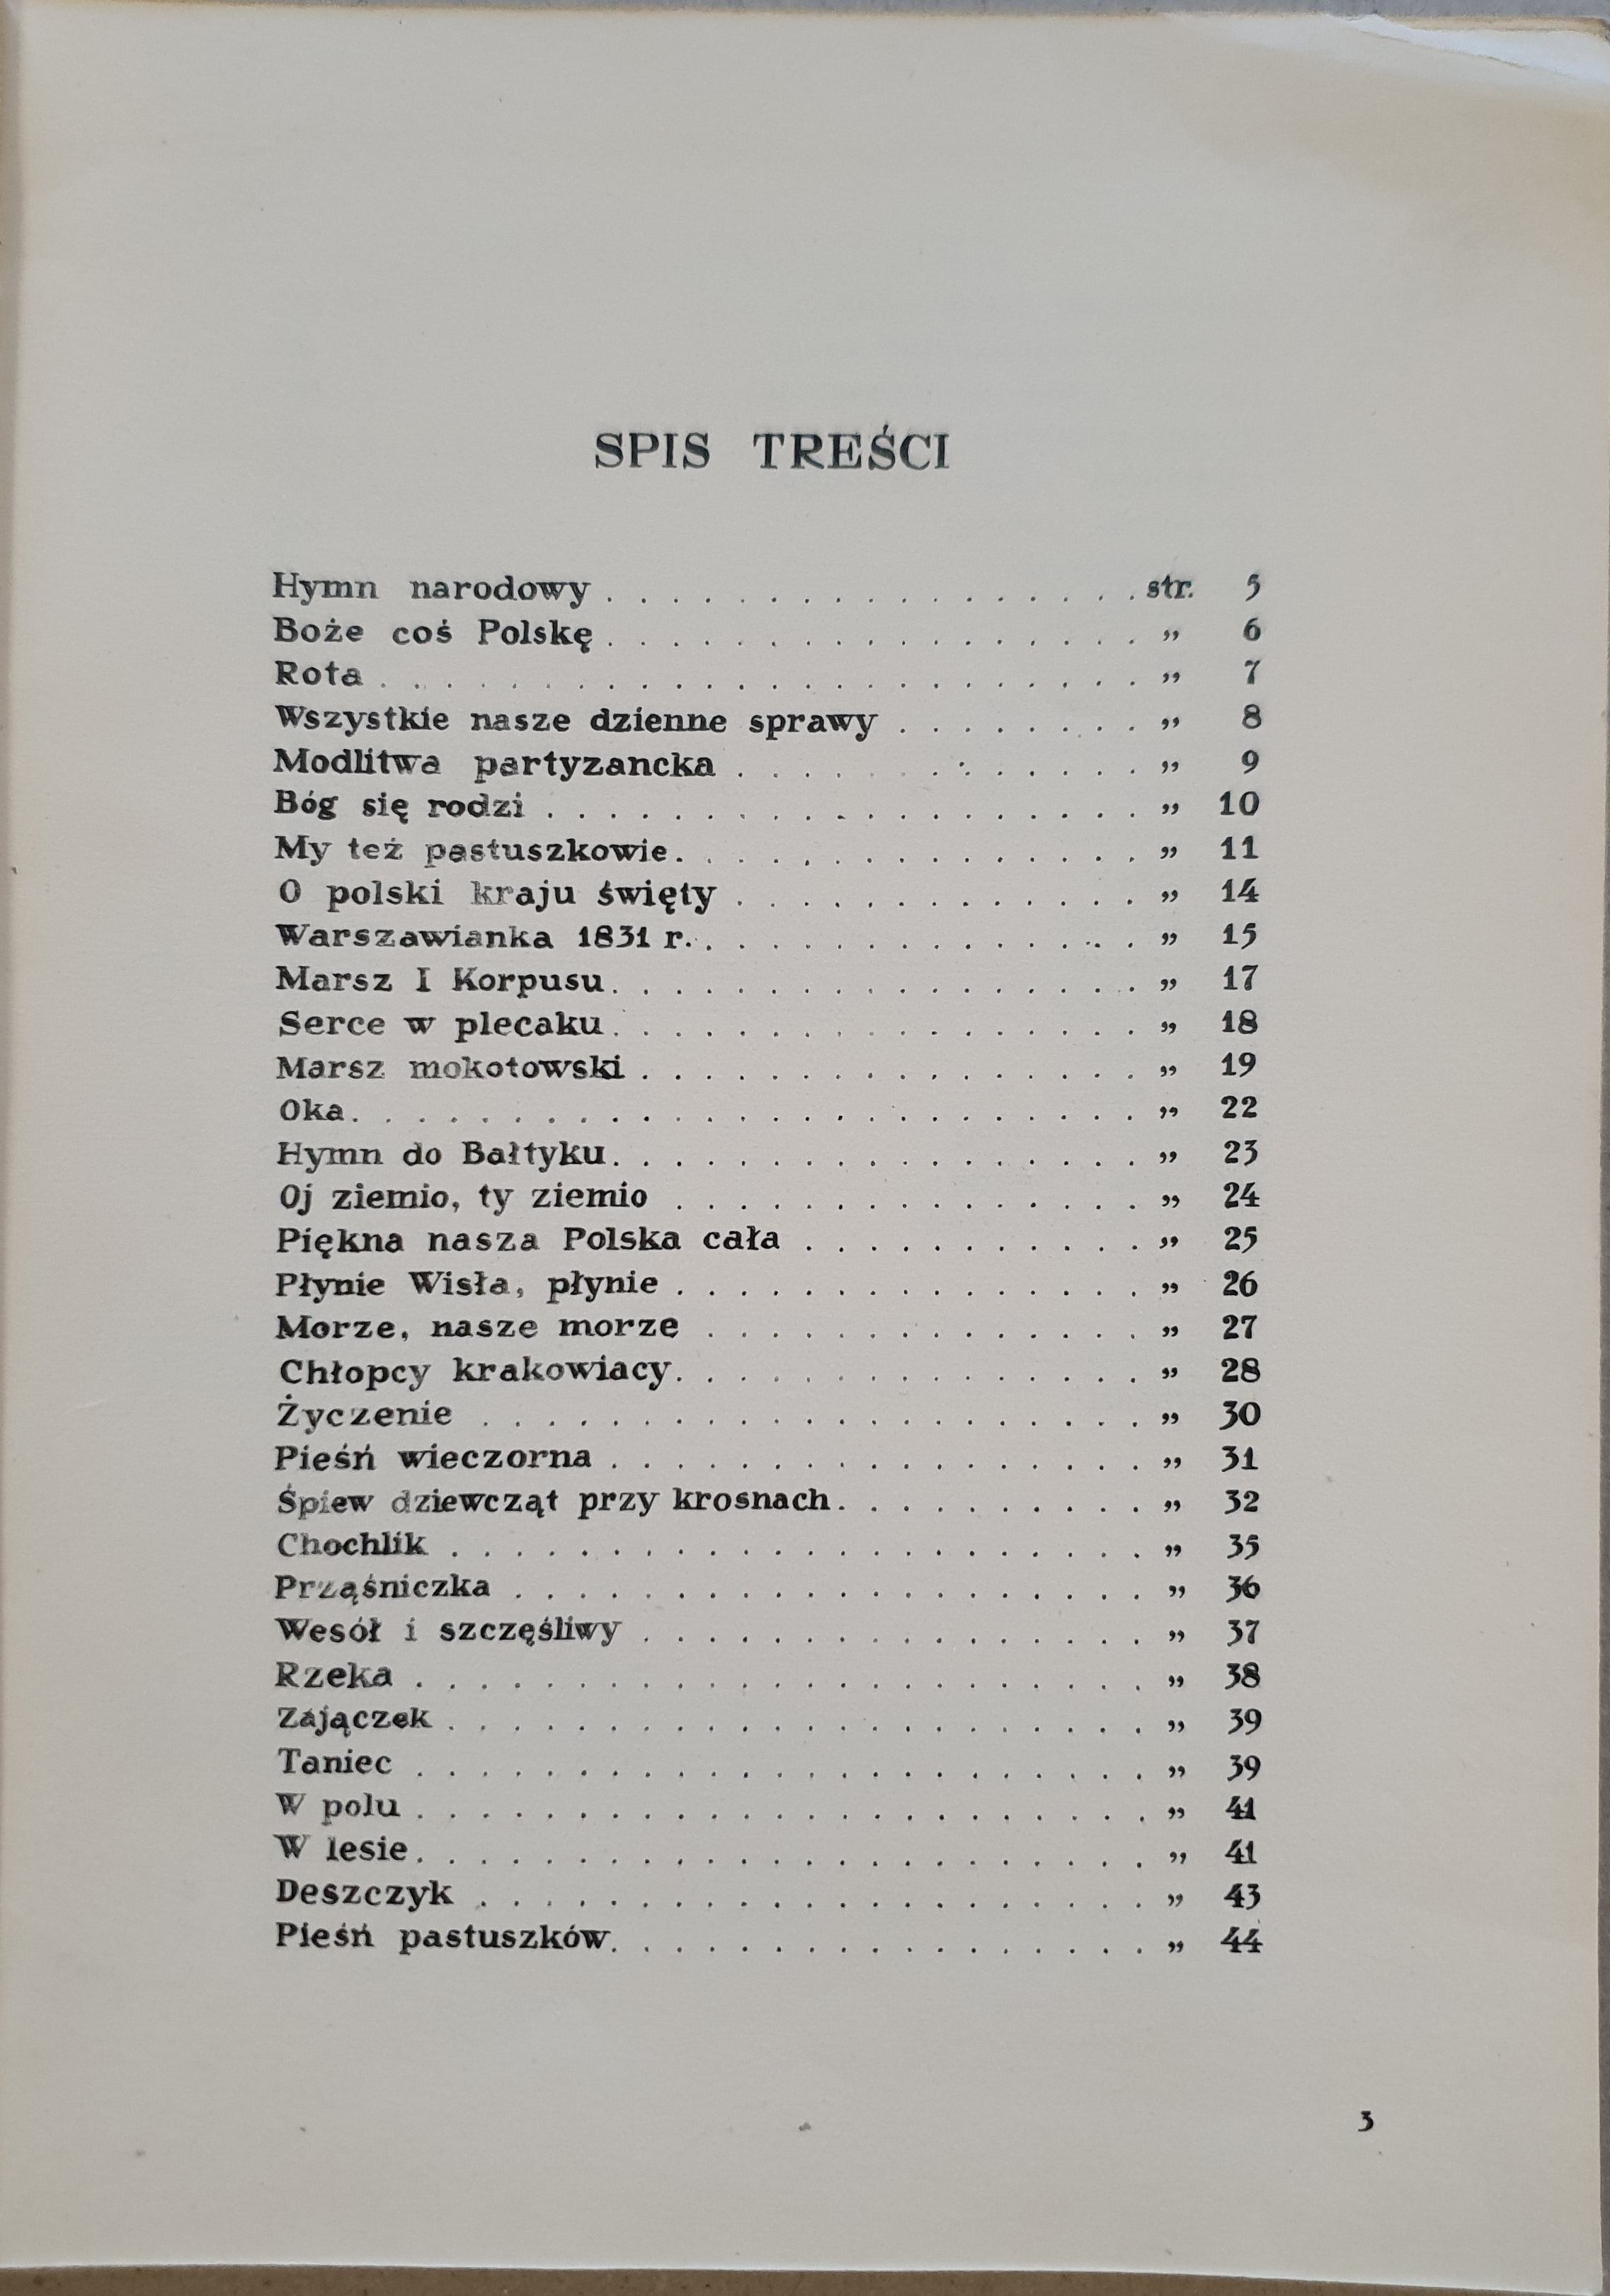 SPIS TREŚCI
Hymn narodowy . . . . . . . . . . . . . . . . . str. 5
Boże coś Polskę . . . . . . . . . . . . . . . . . „ 6
Rota . . . . . . . . . . . . . . . . . . . . . . . . „ 7
Wszystkie nasze dzienne sprawy . . . . . . . . „ 8
Modlitwa partyzancka . . . . . . . . . . . . . „ 9
Bóg się rodzi . . . . . . . . . . . . . . . . . . . „ 10
My też pastuszkowie . . . . . . . . . . . . . . . „ 11
O polski kraju święty . . . . . . . . . . . . . „ 14
Warszawianka 1831 r. . . . . . . . . . . . . . . „ 15
Marsz I Korpusu . . . . . . . . . . . . . . . . . „ 17
Serce w plecaku . . . . . . . . . . . . . . . . . „ 18
Marsz mokotowski . . . . . . . . . . . . . . . . „ 19
Oka . . . . . . . . . . . . . . . . . . . . . . . . . „ 22
Hymn do Bałtyku . . . . . . . . . . . . . . . . . „ 23
Oj ziemio, ty ziemio . . . . . . . . . . . . . . . „ 24
Piękna nasza Polska cała . . . . . . . . . . . „ 25
Płynie Wisła, płynie . . . . . . . . . . . . . . . „ 26
Morze, nasze morze . . . . . . . . . . . . . . „ 27
Chłopcy krakowiacy . . . . . . . . . . . . . . . „ 28
Życzenie . . . . . . . . . . . . . . . . . . . . . „ 30
Pieśń wieczorna . . . . . . . . . . . . . . . . . „ 31
Śpiew dziewcząt przy krosnach . . . . . . . . . . „ 32
Chochlik . . . . . . . . . . . . . . . . . . . . . . „ 35
Prząśniczka . . . . . . . . . . . . . . . . . . . . „ 36
Wesół i szczęśliwy . . . . . . . . . . . . . . . . „ 37
Rzeka . . . . . . . . . . . . . . . . . . . . . . . „ 38
Zajączek . . . . . . . . . . . . . . . . . . . . . . „ 39
Taniec . . . . . . . . . . . . . . . . . . . . . . . „ 39
W polu . . . . . . . . . . . . . . . . . . . . . . . „ 41
W lesie . . . . . . . . . . . . . . . . . . . . . . . „ 41
Deszczyk . . . . . . . . . . . . . . . . . . . . . „ 43
Pieśń pastuszków . . . . . . . . . . . . . . . . . „ 44
3